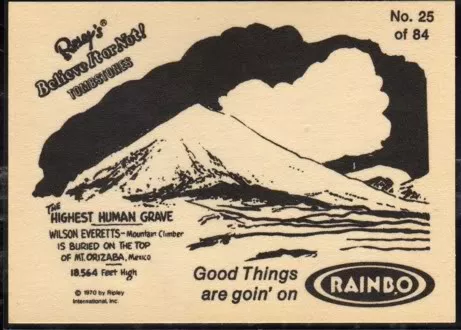 Ripley's®
Believe It or Not!
TOMBSTONES
No. 25
of 84
THE
HIGHEST HUMAN GRAVE
WILSON EVERETTS - Mountain Climber
IS BURIED ON THE TOP
OF MT. ORIZABA, Mexico
18,564 Feet High
© 1970 by Ripley
International, Inc.
Good Things
are goin' on
RAINBO